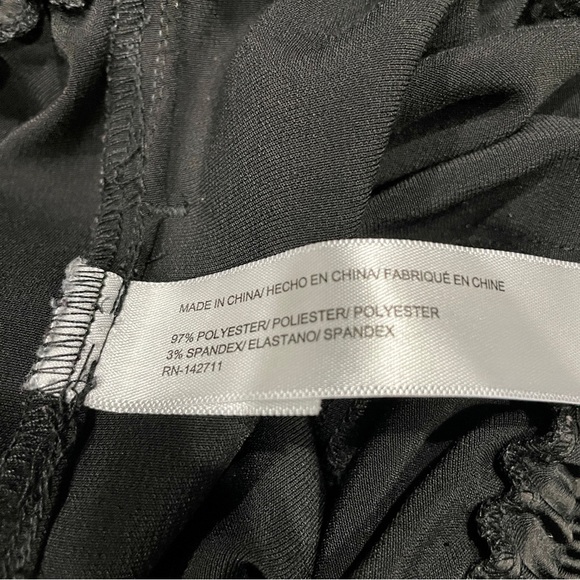 MADE IN CHINA/ HECHO EN CHINA/ FABRIQUÉ EN CHINE
97% POLYESTER/ POLIESTER/ POLYESTER
3% SPANDEX/ ELASTANO/ SPANDEX
RN-142711